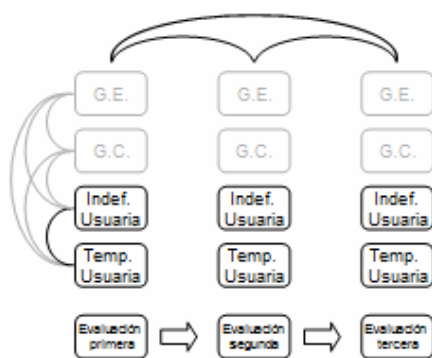 G.E. G.E. G.E.
G.C. G.C. G.C.
Indef. Indef. Indef.
Usuaria Usuaria Usuaria
Temp. Temp. Temp.
Usuaria Usuaria Usuaria
Evaluación Evaluación Evaluación
primera segunda tercera